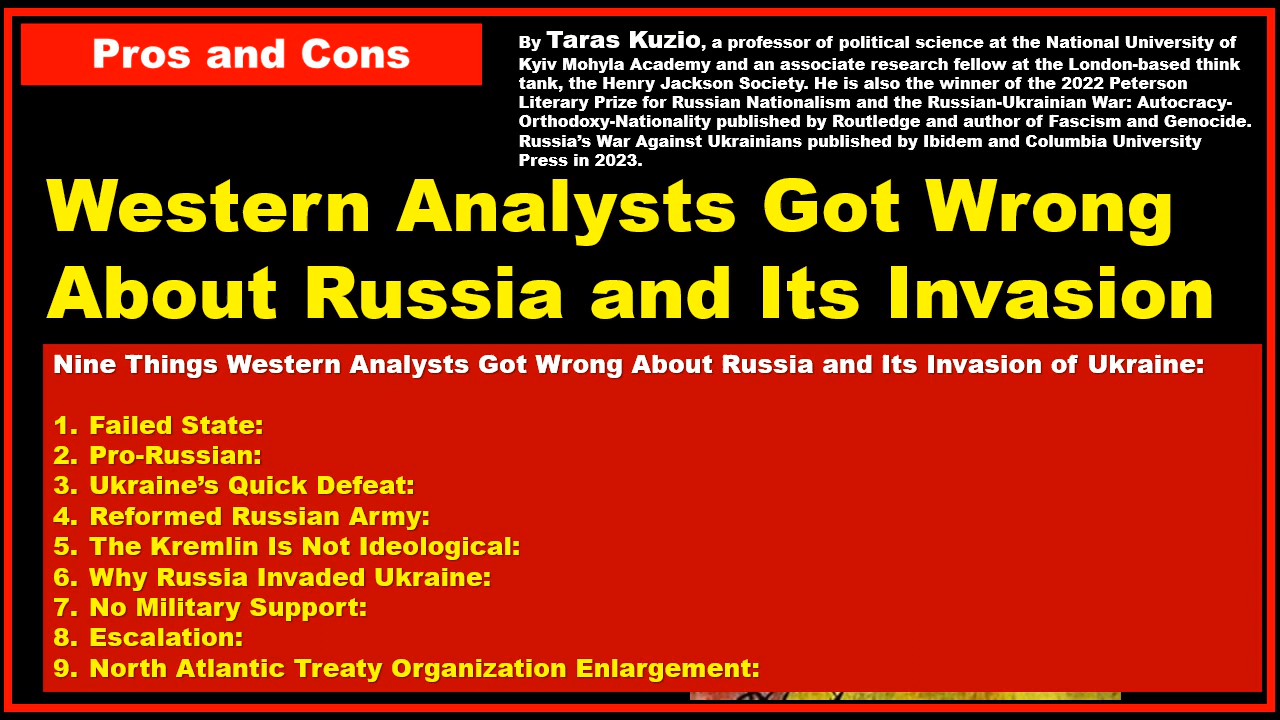 Pros and Cons
By Taras Kuzio, a professor of political science at the National University of
Kyiv Mohyla Academy and an associate research fellow at the London-based think
tank, the Henry Jackson Society. He is also the winner of the 2022 Peterson
Literary Prize for Russian Nationalism and the Russian-Ukrainian War: Autocracy-
Orthodoxy-Nationality published by Routledge and author of Fascism and Genocide.
Russia’s War Against Ukrainians published by Ibidem and Columbia University
Press in 2023.
Western Analysts Got Wrong
About Russia and Its Invasion
Nine Things Western Analysts Got Wrong About Russia and Its Invasion of Ukraine:
1. Failed State:
2. Pro-Russian:
3. Ukraine’s Quick Defeat:
4. Reformed Russian Army:
5. The Kremlin Is Not Ideological:
6. Why Russia Invaded Ukraine:
7. No Military Support:
8. Escalation:
9. North Atlantic Treaty Organization Enlargement: